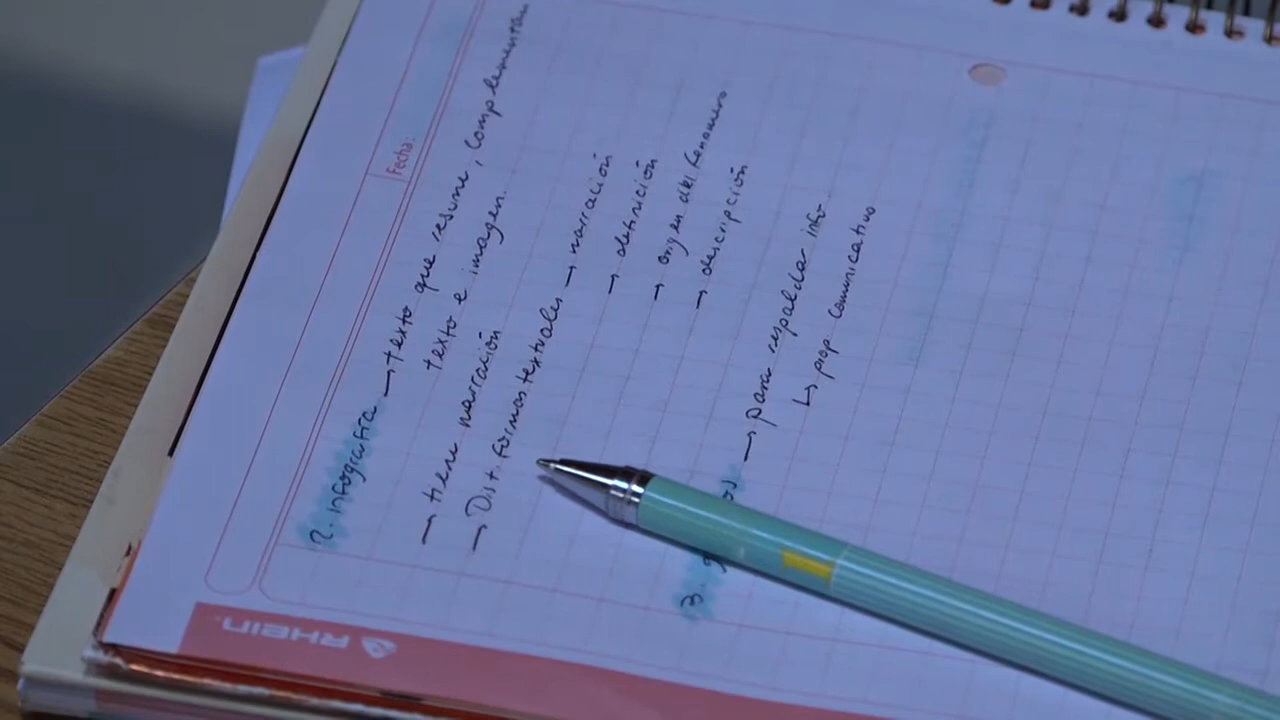 Fecha:
2. infografía → texto que resume, complementa
texto e imagen.
→ tiene narración
→ Dist. formas textuales → narración
→ definición
→ origen del fenómeno
→ descripción
3. → para respaldar info.
↳ prop comunicativo
RHEIN